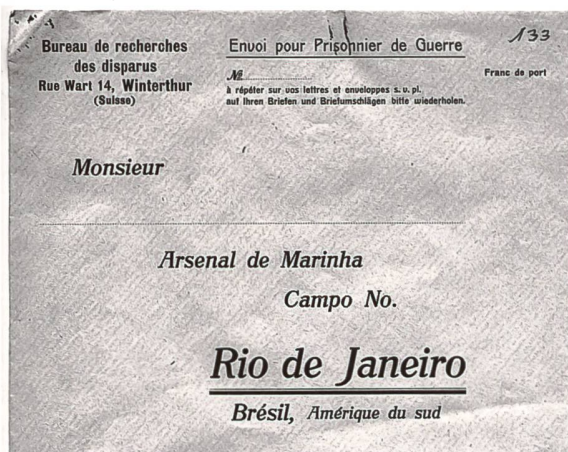 133
Bureau de recherches
des disparus
Rue Wart 14, Winterthur
(Suisse)
Envoi pour Prisonnier de Guerre
№
à répéter sur vos lettres et enveloppes s. v. pl.
auf Ihren Briefen und Briefumschlägen bitte wiederholen.
Franc de port
Monsieur
Arsenal de Marinha
Campo No.
Rio de Janeiro
Brésil, Amérique du sud